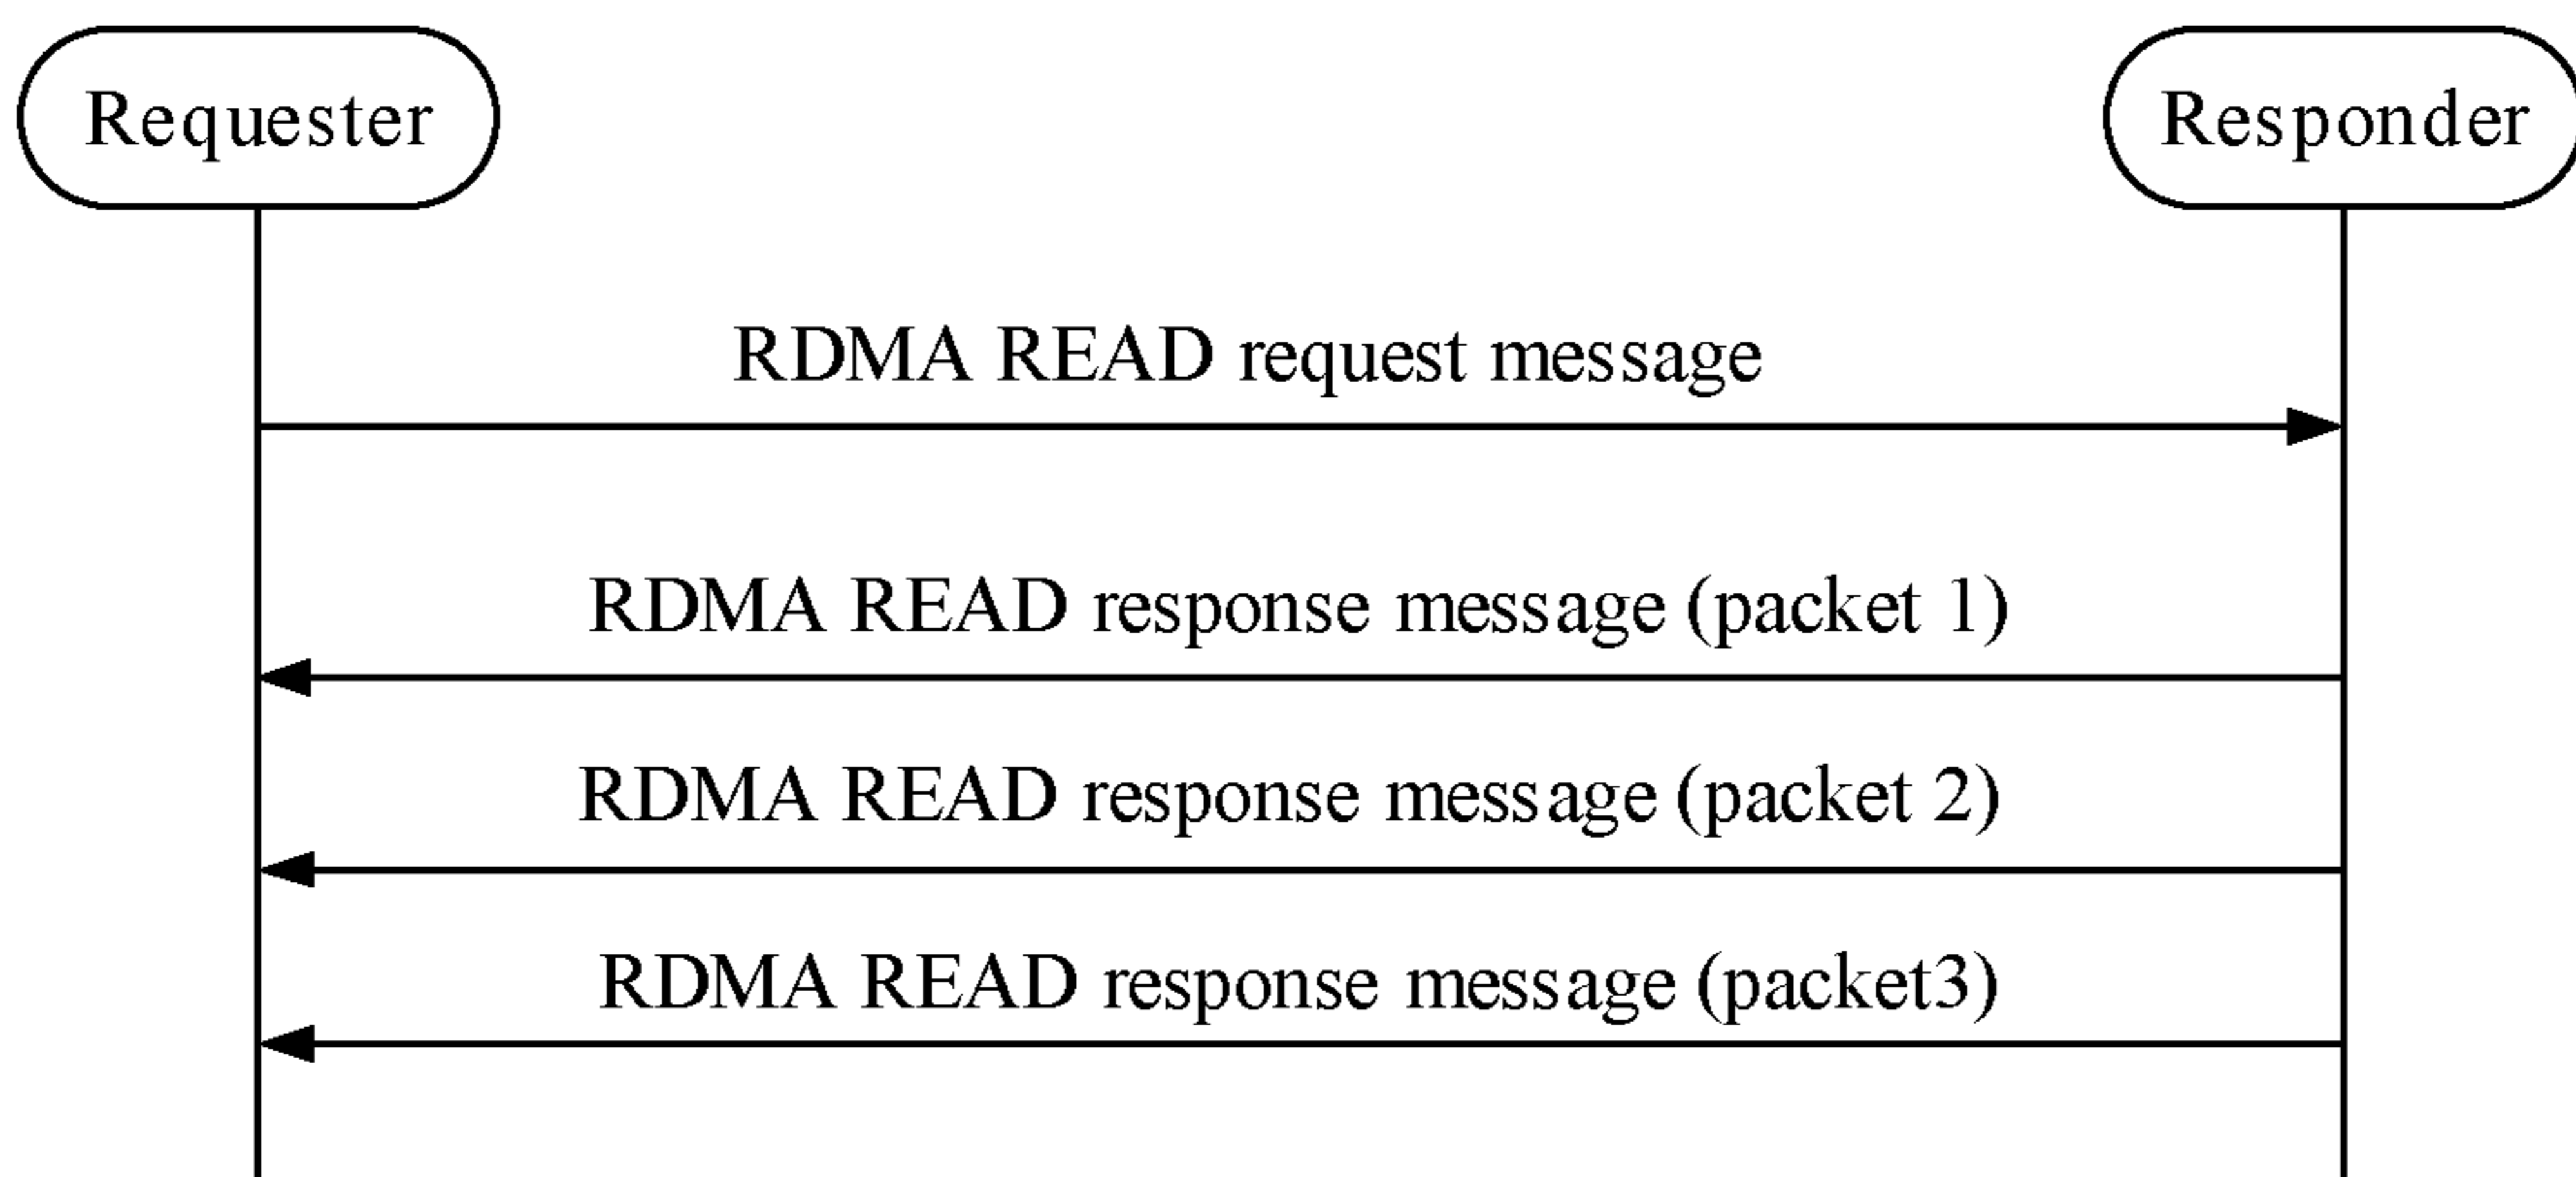 Requester
Responder
RDMA READ request message
RDMA READ response message (packet 1)
RDMA READ response message (packet 2)
RDMA READ response message (packet3)